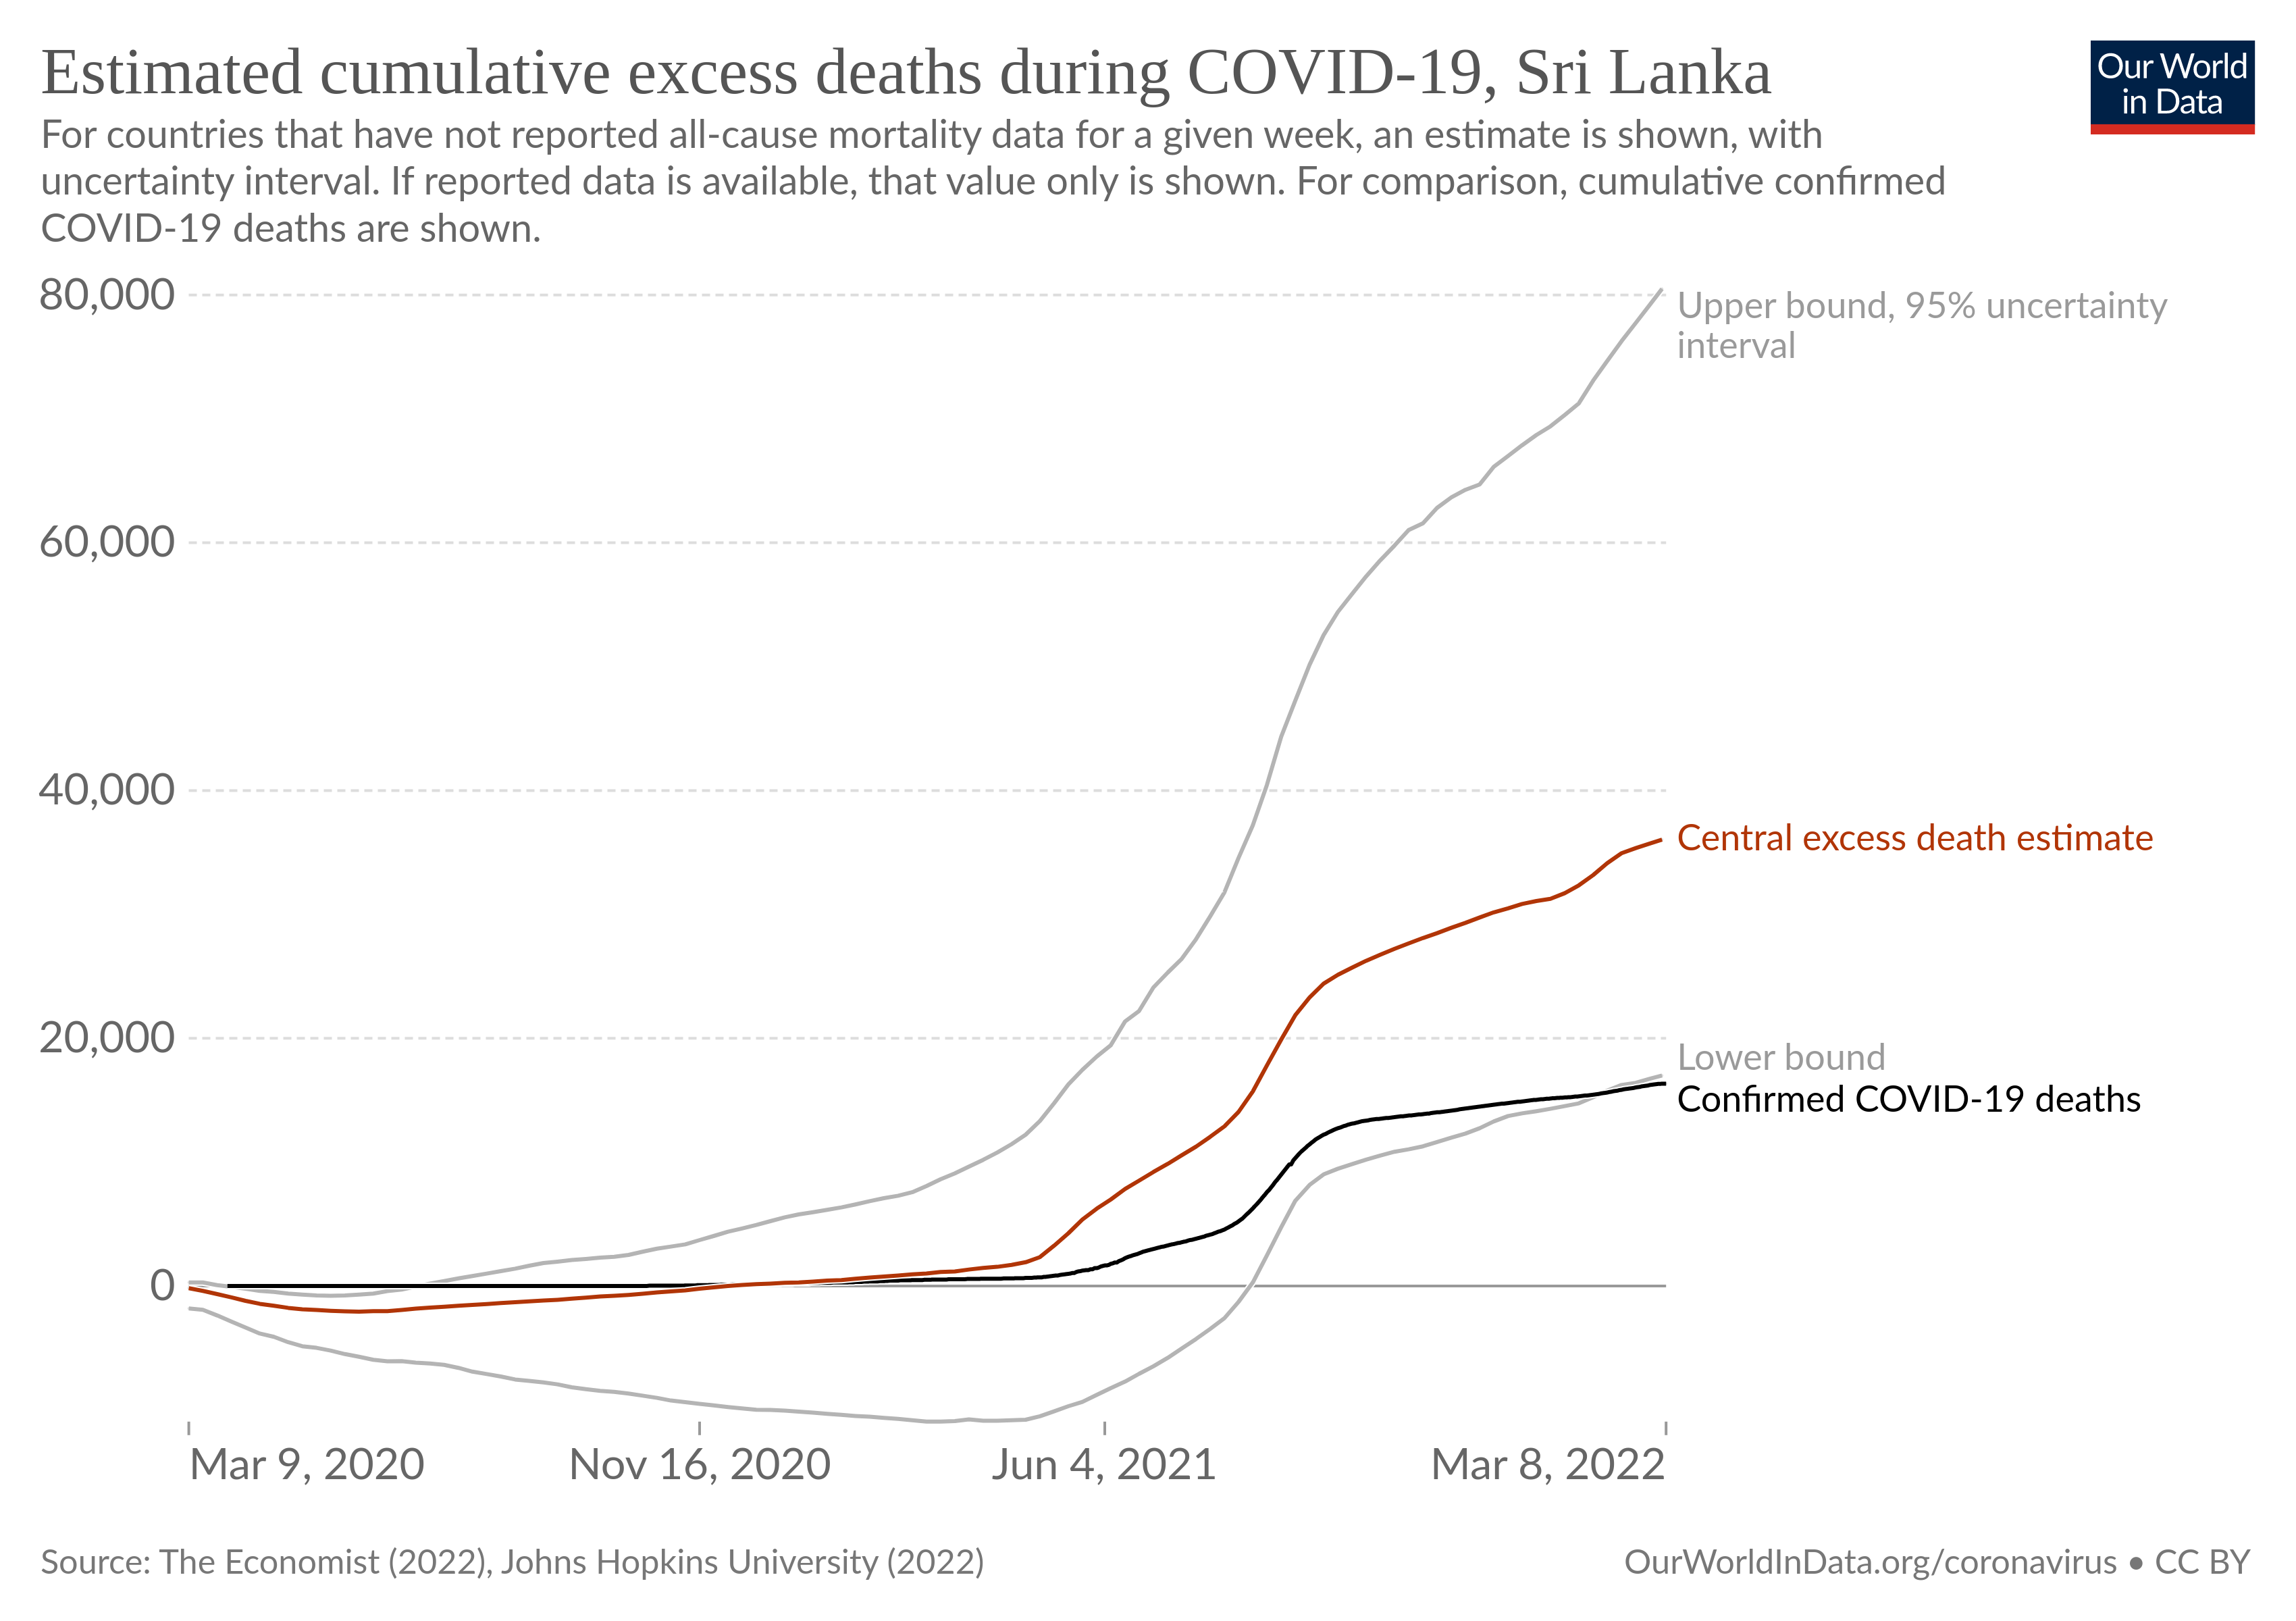 Estimated cumulative excess deaths during COVID-19, Sri Lanka
Our World
in Data
For countries that have not reported all-cause mortality data for a given week, an estimate is shown, with
uncertainty interval. If reported data is available, that value only is shown. For comparison, cumulative confirmed
COVID-19 deaths are shown.
80,000
Upper bound, 95% uncertainty
interval
60,000
40,000
Central excess death estimate
20,000
Lower bound
Confirmed COVID-19 deaths
0
Mar 9, 2020
Nov 16, 2020
Jun 4, 2021
Mar 8, 2022
Source: The Economist (2022), Johns Hopkins University (2022)
OurWorldInData.org/coronavirus • CC BY